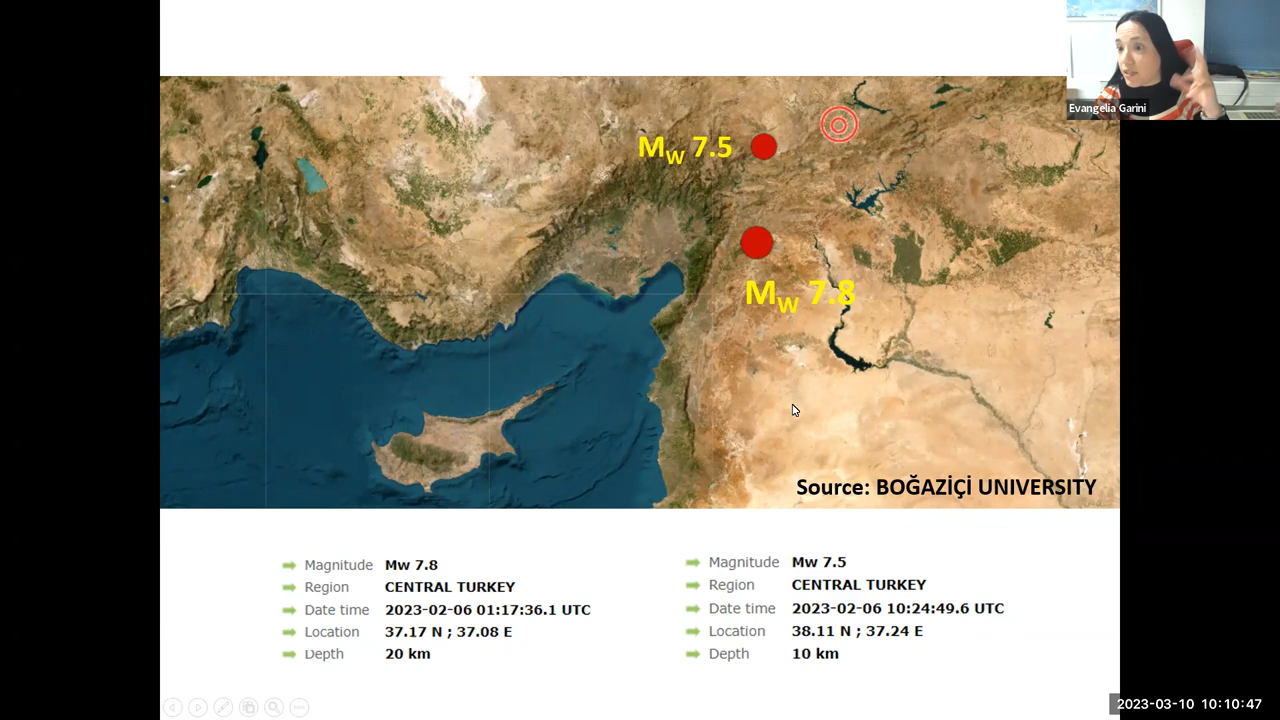 Evangelia Garini
Mw 7.5
Mw 7.8
Source: BOĞAZİÇİ UNIVERSITY
Magnitude Mw 7.8
Region CENTRAL TURKEY
Date time 2023-02-06 01:17:36.1 UTC
Location 37.17 N ; 37.08 E
Depth 20 km
Magnitude Mw 7.5
Region CENTRAL TURKEY
Date time 2023-02-06 10:24:49.6 UTC
Location 38.11 N ; 37.24 E
Depth 10 km
2023-03-10 10:10:47